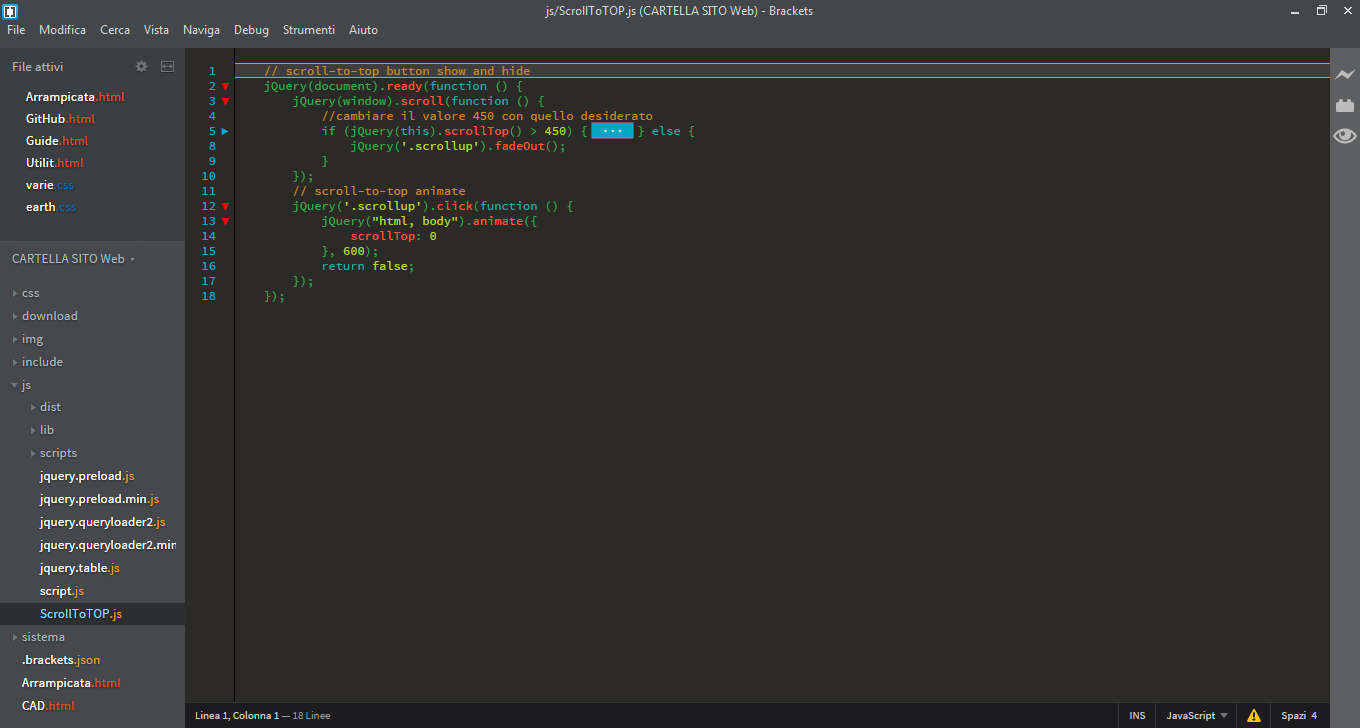 js/ScrollToTOP.js (CARTELLA SITO Web) - Brackets
File Modifica Cerca Vista Naviga Debug Strumenti Aiuto
File attivi
Arrampicata.html
GitHub.html
Guide.html
Utilit.html
varie.css
earth.css
CARTELLA SITO Web
css
download
img
include
js
dist
lib
scripts
jquery.preload.js
jquery.preload.min.js
jquery.queryloader2.js
jquery.queryloader2.min
jquery.table.js
script.js
ScrollToTOP.js
sistema
.brackets.json
Arrampicata.html
CAD.html
1 // scroll-to-top button show and hide
2 jQuery(document).ready(function () {
3 jQuery(window).scroll(function () {
4 //cambiare il valore 450 con quello desiderato
5 if (jQuery(this).scrollTop() > 450) { ... } else {
8 jQuery('.scrollup').fadeOut();
9 }
10 });
11 // scroll-to-top animate
12 jQuery('.scrollup').click(function () {
13 jQuery("html, body").animate({
14 scrollTop: 0
15 }, 600);
16 return false;
17 });
18 });
Linea 1, Colonna 1 — 18 Linee INS JavaScript Spazi 4